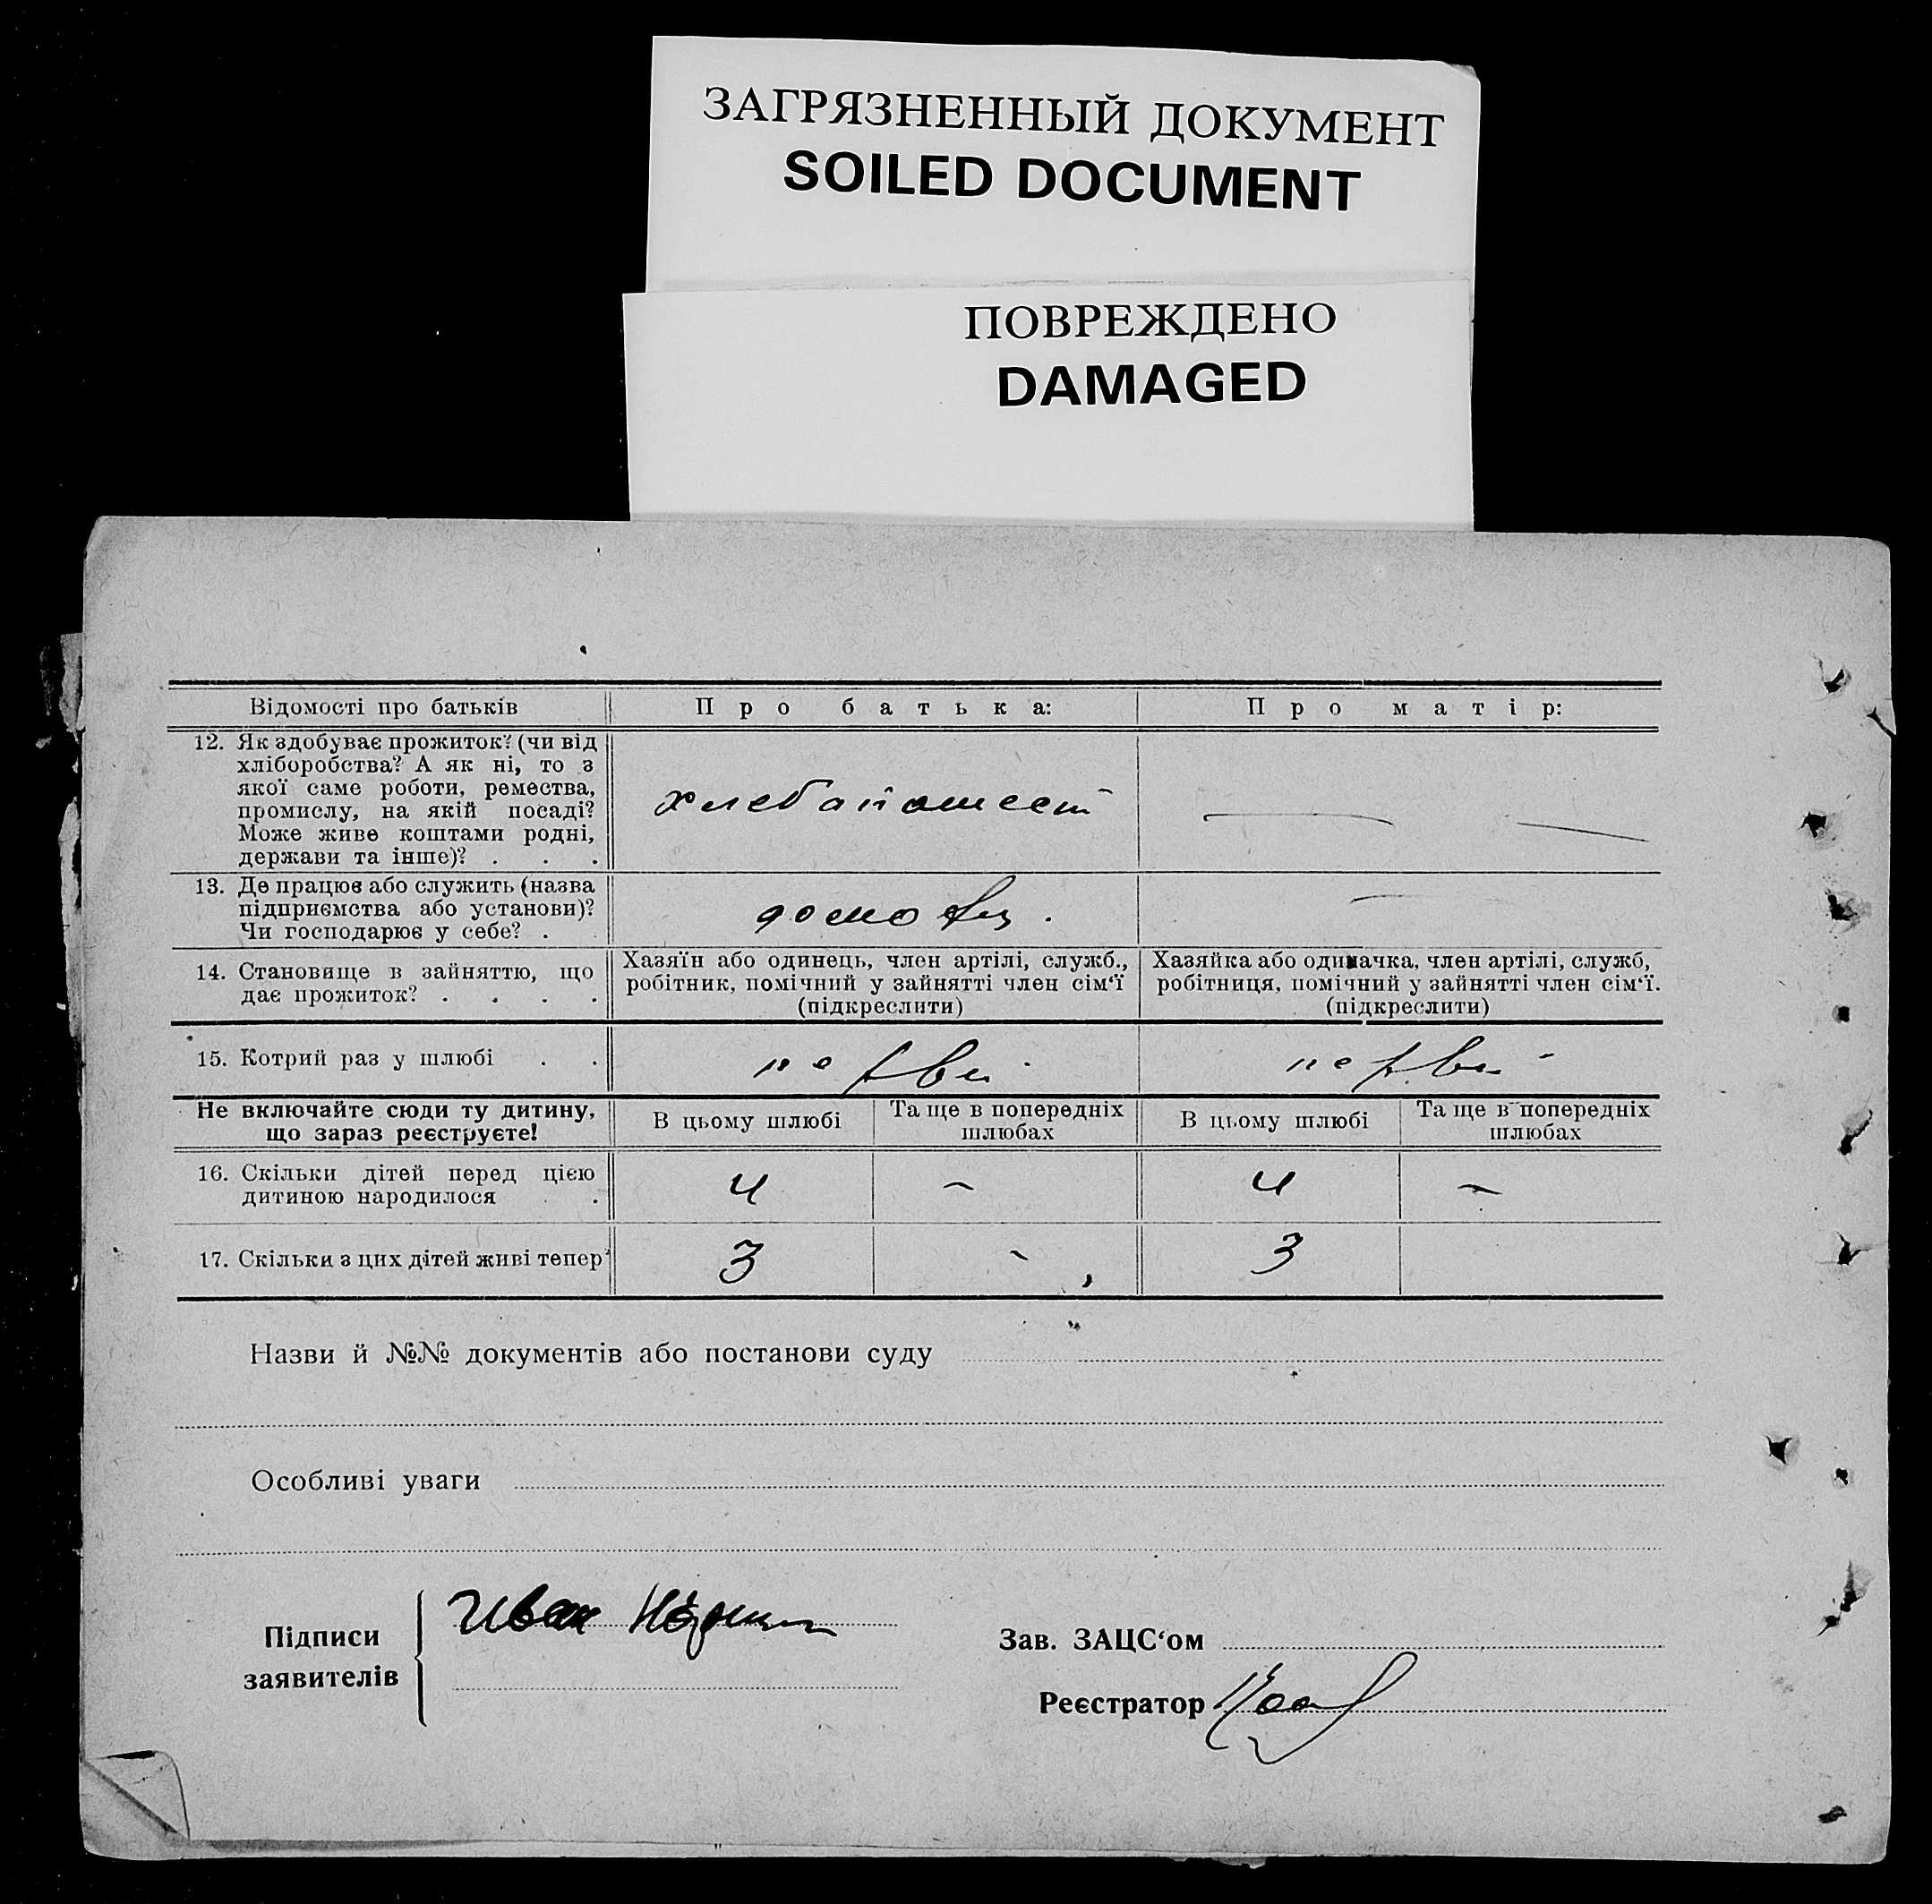 ЗАГРЯЗНЕННЫЙ ДОКУМЕНТ
SOILED DOCUMENT
ПОВРЕЖДЕНО
DAMAGED
Відомості про батьків
Про батька:
Про матір:
12. Як здобуває прожиток? (чи від
хліборобства? А як ні, то з
якої саме роботи, ремества,
промислу, на якій посаді?
Може живе коштами родні,
держави та інше)? . . .
13. Де працює або служить (назва
підприємства або установи)?
Чи господарює у себе? .
14. Становище в зайняттю, що
дає прожиток? . . . .
Хазяїн або одинець, член артілі, служб.,
робітник, помічний у зайнятті член сім‘ї
(підкреслити)
Хазяйка або одиначка, член артілі, служб,
робітниця, помічний у зайнятті член сім‘ї.
(підкреслити)
15. Котрий раз у шлюбі . .
перви
перви
Не включайте сюди ту дитину,
що зараз реєструєте!
В цьому шлюбі
Та ще в попередніх
шлюбах
В цьому шлюбі
Та ще в попередніх
шлюбах
16. Скільки дітей перед цією
дитиною народилося . .
4
–
4
–
17. Скільки з цих дітей живі тепер
3
–
3
Назви й №№ документів або постанови суду
Особливі уваги
Підписи
заявителів
Иван
Зав. ЗАЦС‘ом
Реєстратор